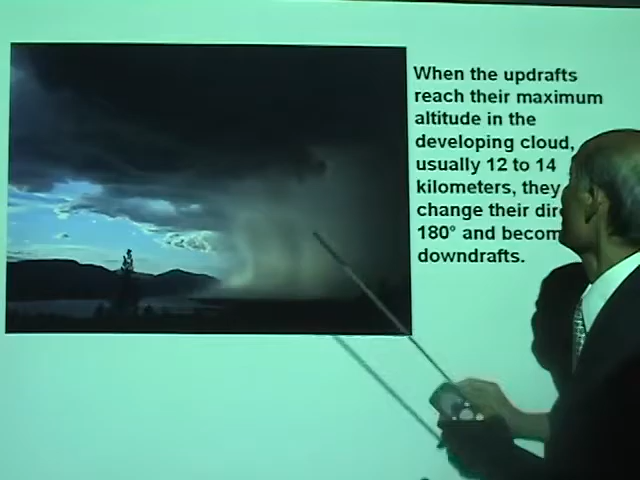 When the updrafts
reach their maximum
altitude in the
developing cloud,
usually 12 to 14
kilometers, they
change their
180° and
downdrafts.